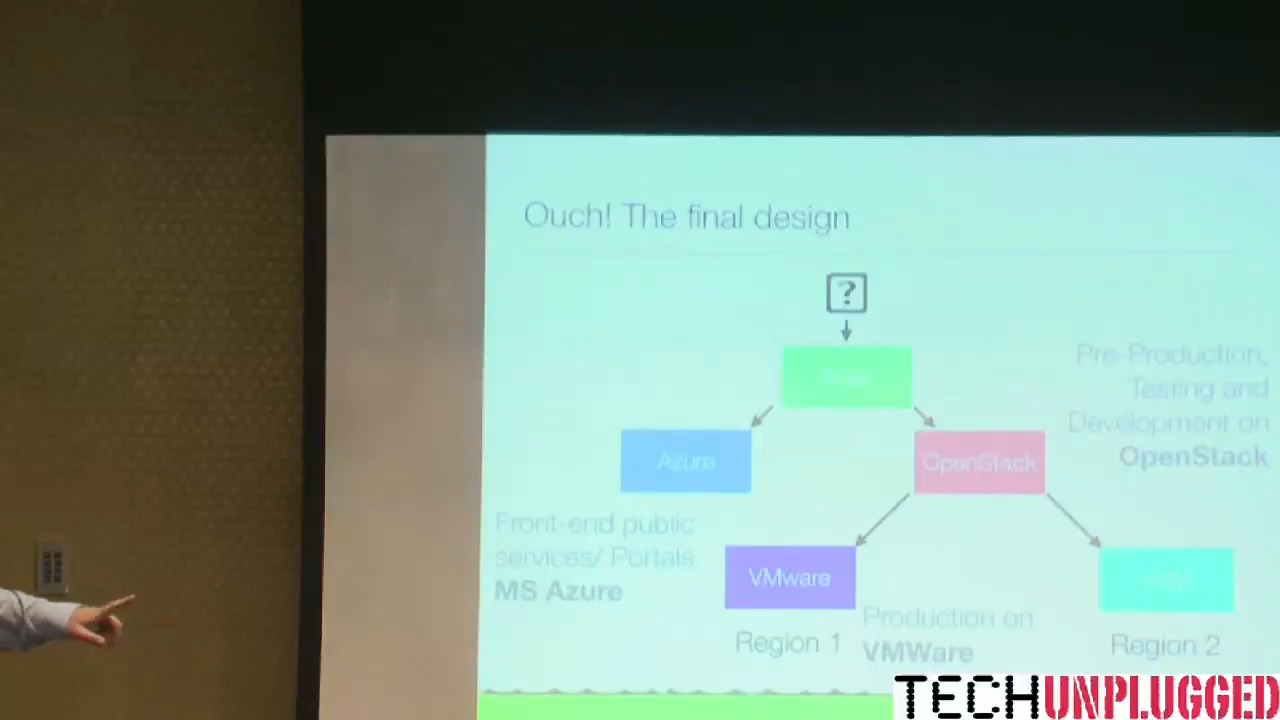 Ouch! The final design
?
Pre-Production,
Testing and
Development on
OpenStack
Azure
OpenStack
Front-end public
services/ Portals
MS Azure
VMware
Production on
VMWare
Region 1
Region 2
TECHUNPLUGGED